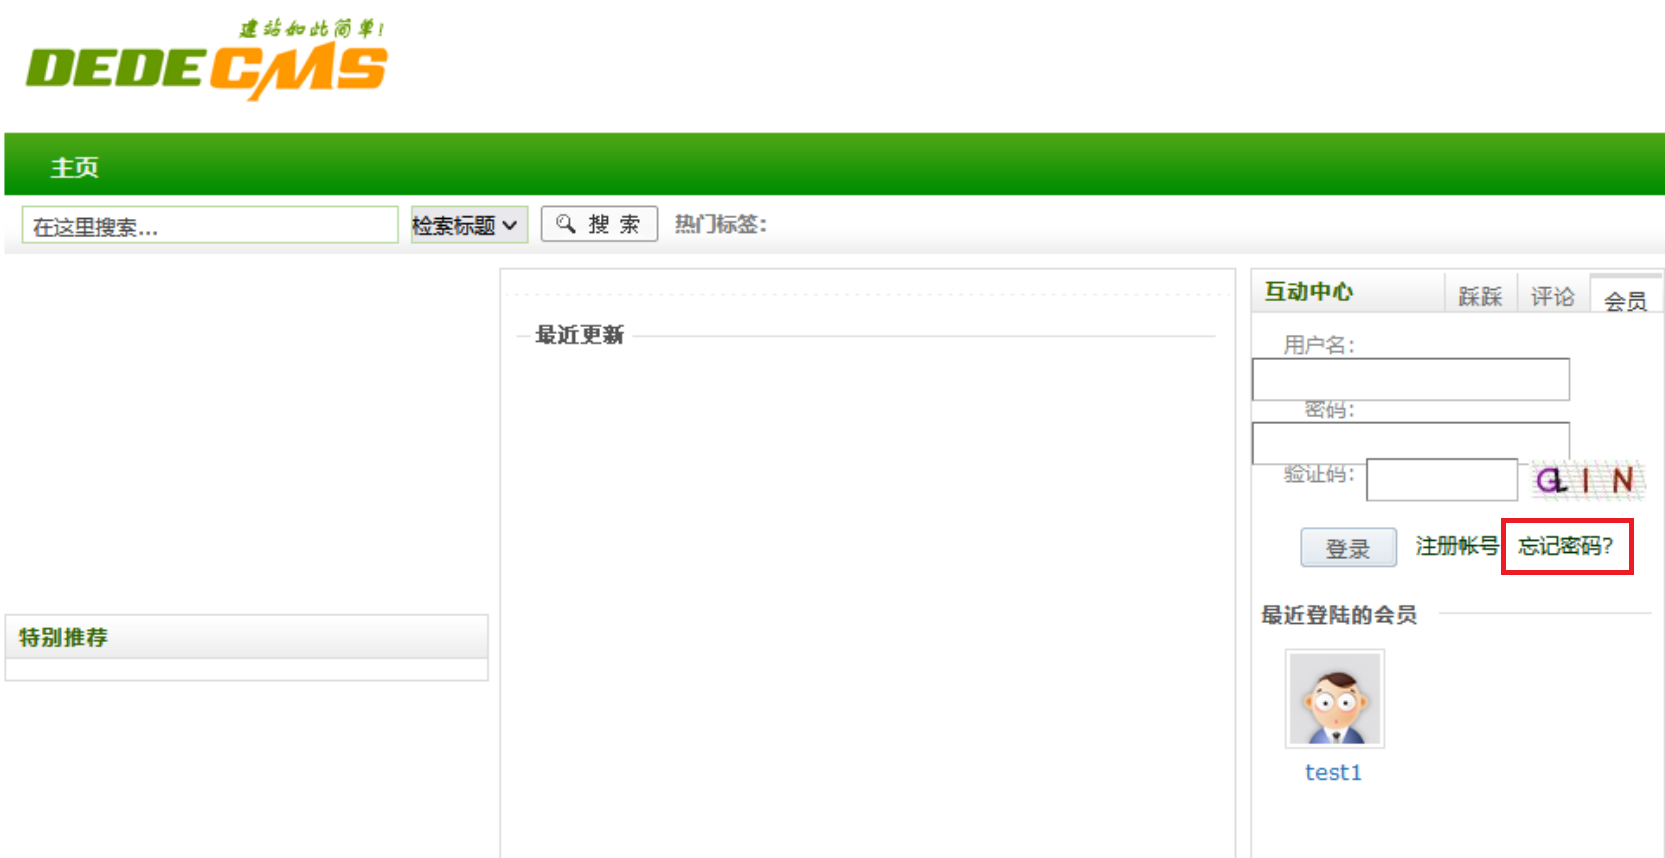 建站如此简单!
DEDECMS
主页
在这里搜索...
检索标题
搜 索
热门标签:
互动中心
踩踩
评论
会员
最近更新
用户名：
密码：
验证码：
GLIN
登录
注册帐号
忘记密码?
最近登陆的会员
特别推荐
test1